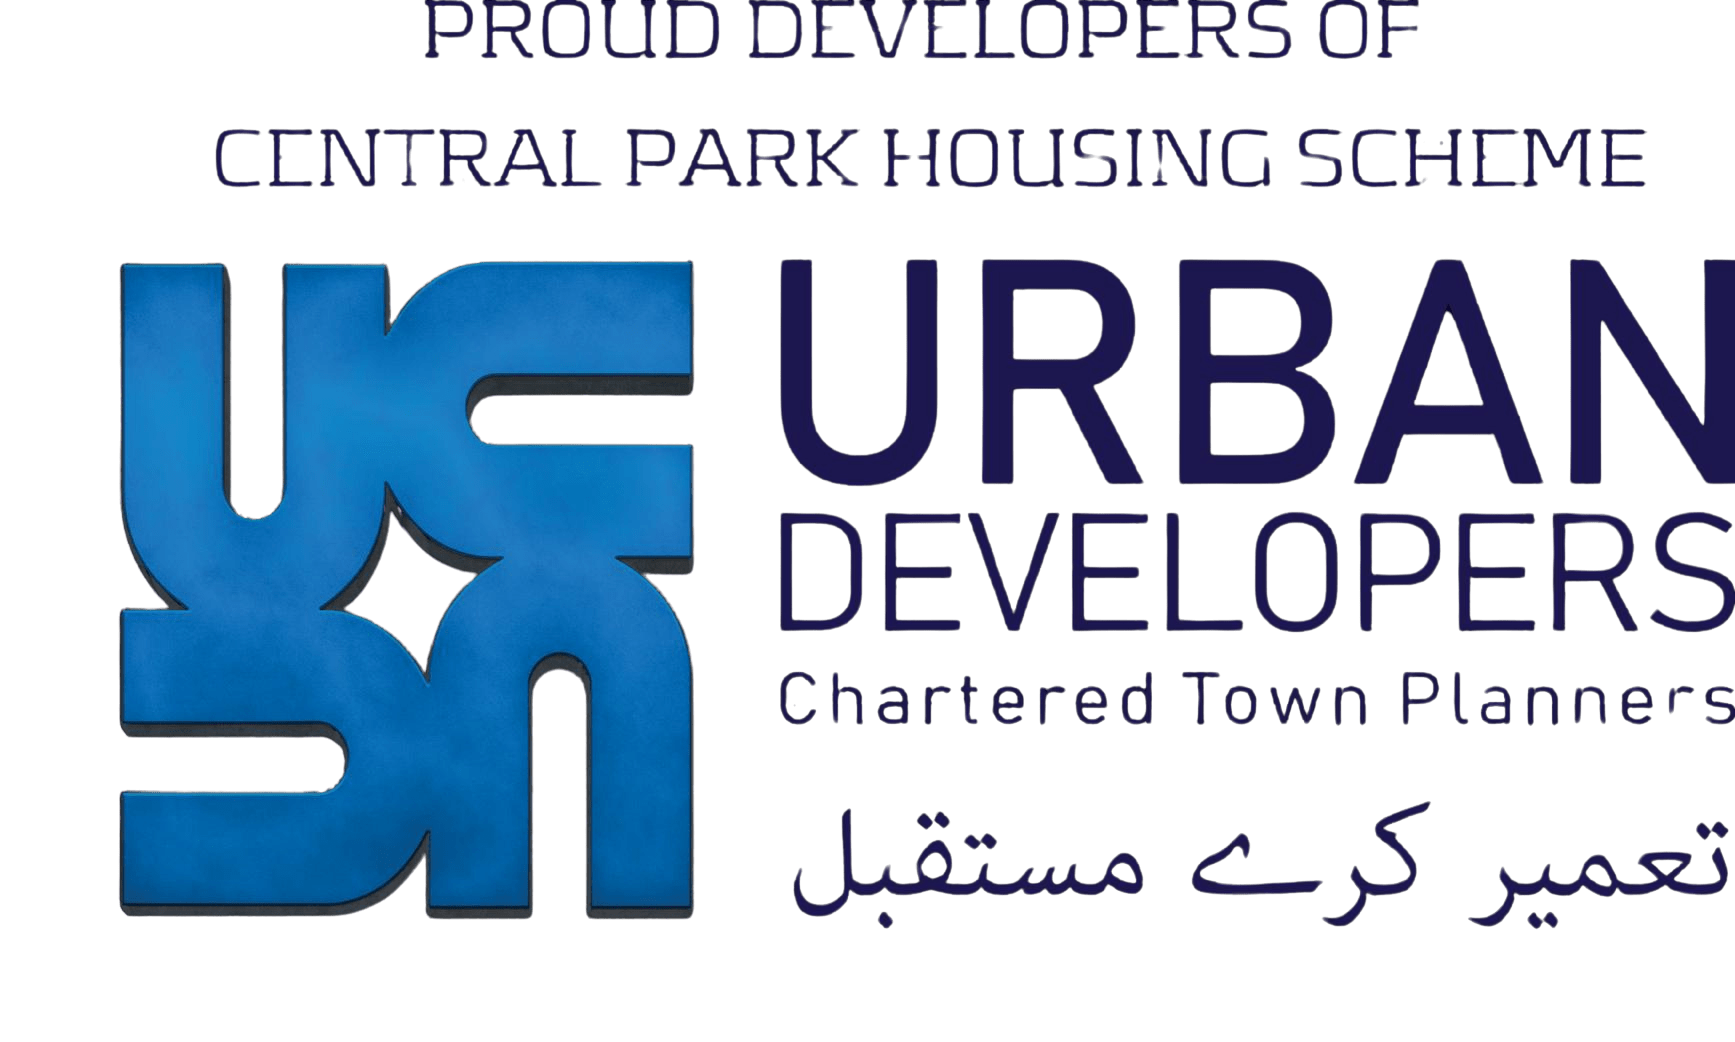 PROUD DEVELOPERS OF
CENTRAL PARK HOUSING SCHEME
URBAN
DEVELOPERS
Chartered Town Planners
تعمیر کرے مستقبل